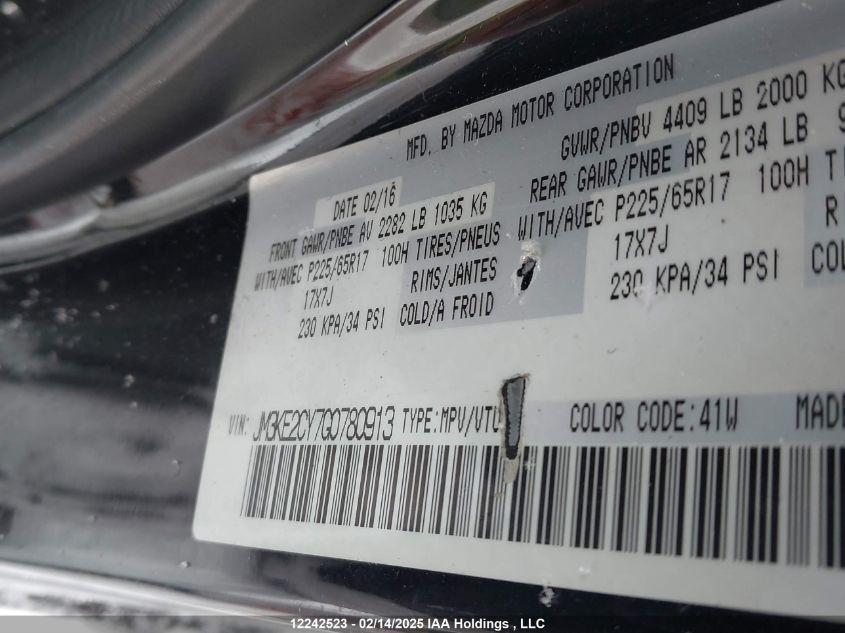 MFD. BY MAZDA MOTOR CORPORATION
DATE 02/16 GVWR/PNBV 4409 LB 2000 KG
FRONT GAWR/PNBE AV 2282 LB 1035 KG REAR GAWR/PNBE AR 2134 LB
WITH/AVEC P225/65R17 100H TIRES/PNEUS WITH/AVEC P225/65R17 100H
17X7J RIMS/JANTES 17X7J
230 KPA/34 PSI COLD/A FROID 230 KPA/34 PSI
VIN: JM3KE2CY7G0780913 TYPE:MPV/VTU COLOR CODE:41W MADE
12242523 - 02/14/2025 IAA Holdings , LLC